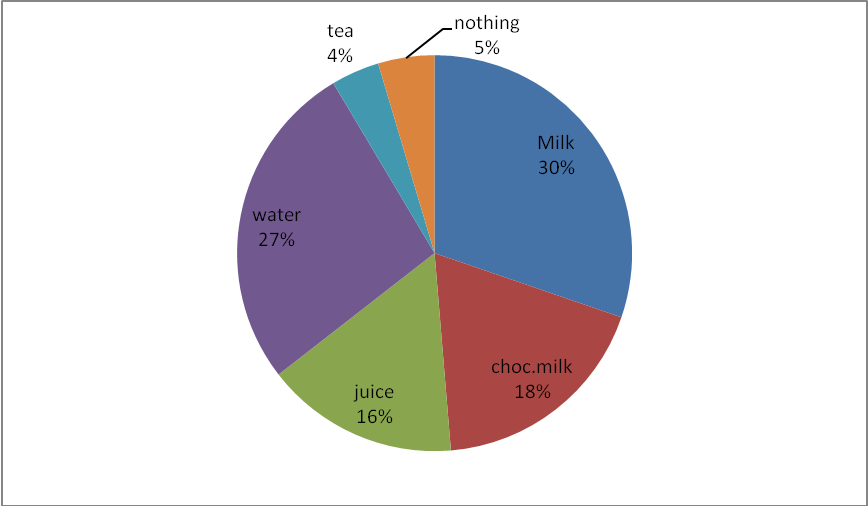 nothing
5%
tea
4%
Milk
30%
water
27%
choc.milk
18%
juice
16%